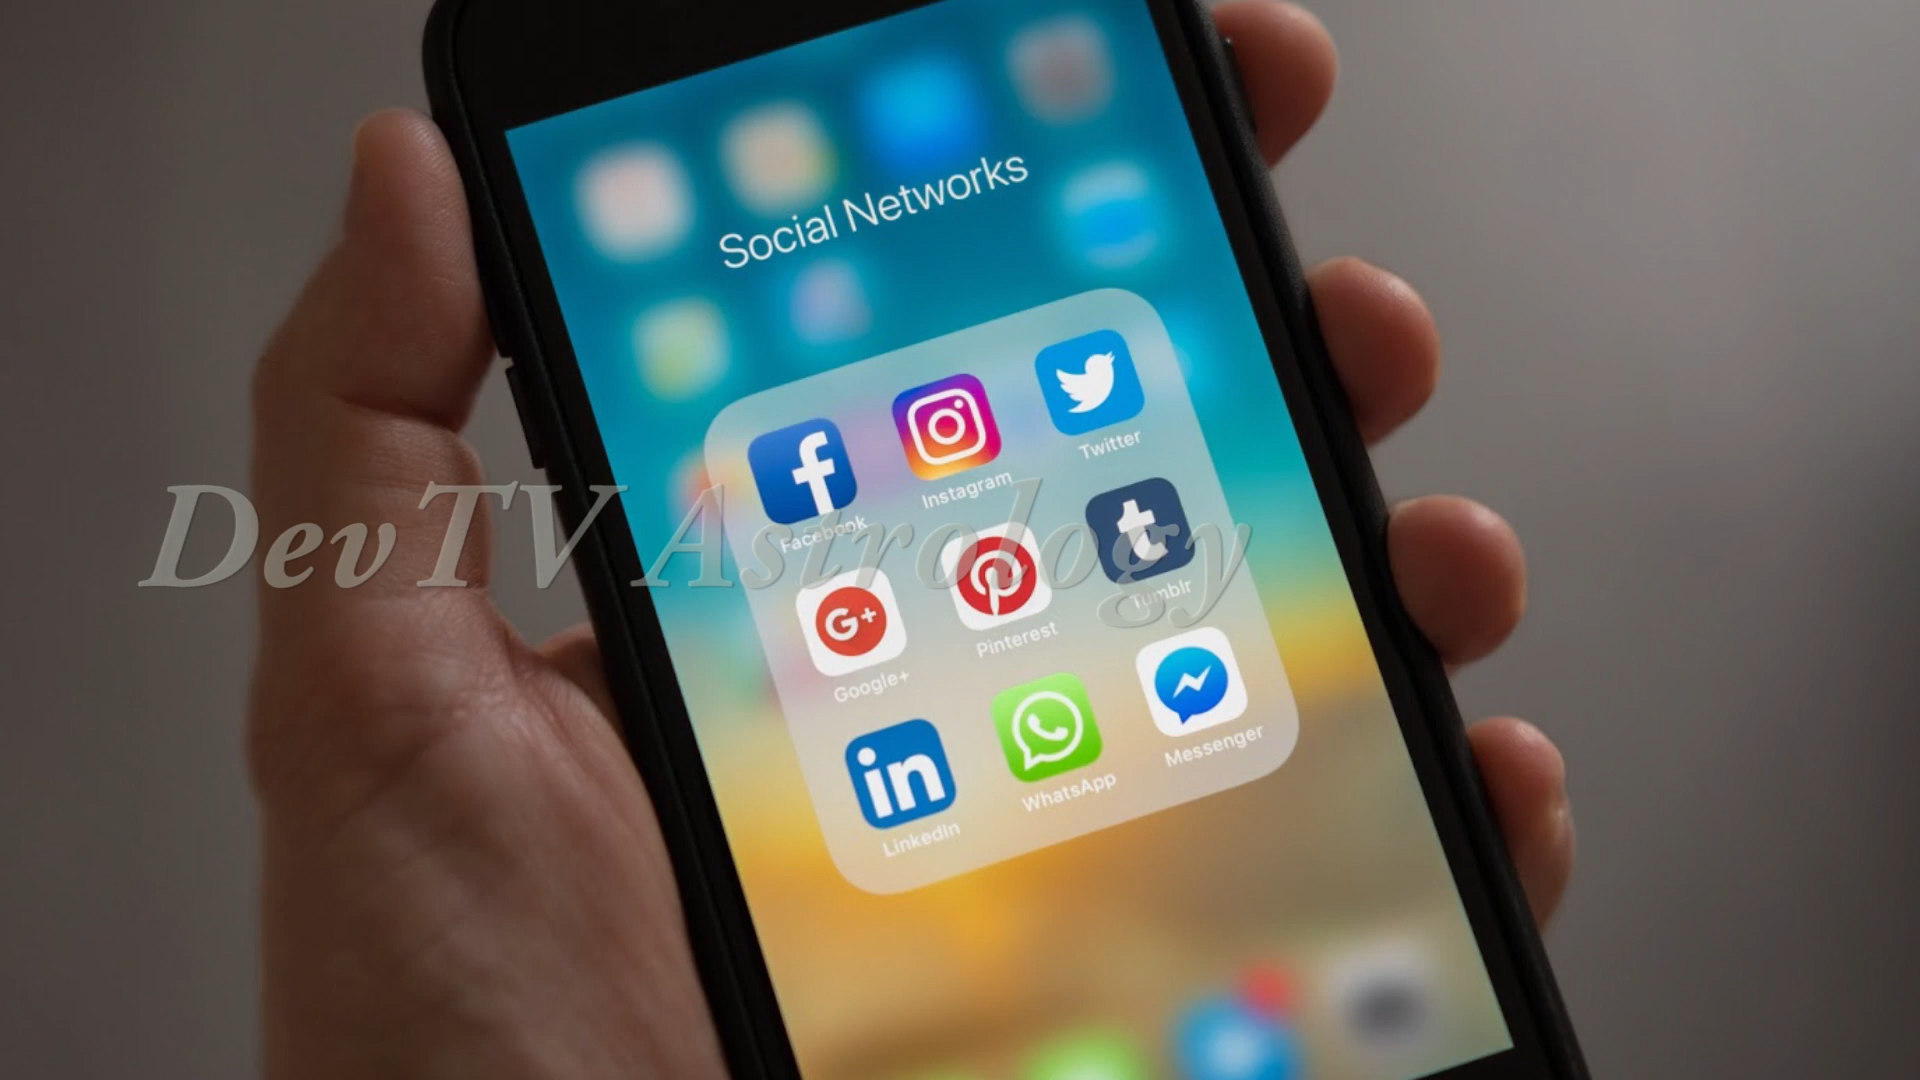 Social Networks
Facebook
Instagram
Twitter
Google+
Pinterest
Tumblr
LinkedIn
WhatsApp
Messenger
DevTV Astrology